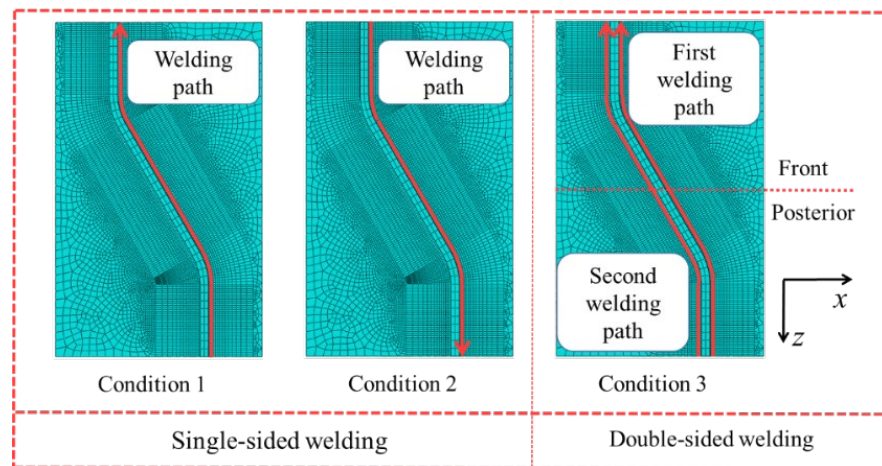 Welding
path
Welding
path
First
welding
path
Front
Posterior
Second
welding
path
x
z
Condition 1
Condition 2
Condition 3
Single-sided welding
Double-sided welding